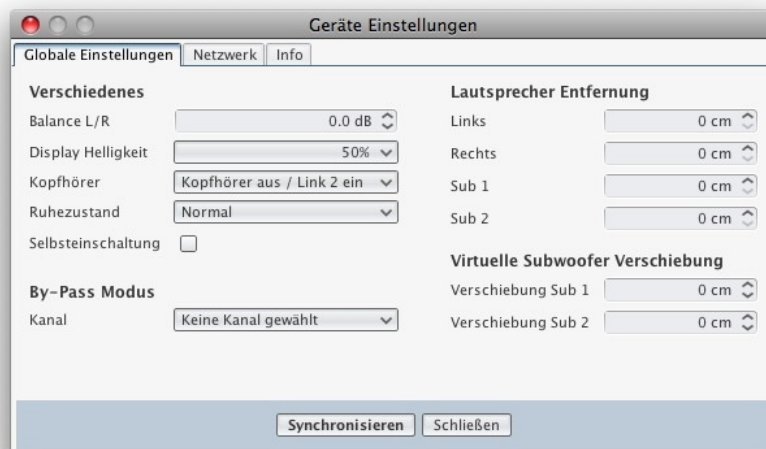 Geräte Einstellungen
Globale Einstellungen
Netzwerk
Info
Verschiedenes
Balance L/R 0.0 dB
Display Helligkeit 50%
Kopfhörer Kopfhörer aus / Link 2 ein
Ruhezustand Normal
Selbsteinschaltung
By-Pass Modus
Kanal Keine Kanal gewählt
Lautsprecher Entfernung
Links 0 cm
Rechts 0 cm
Sub 1 0 cm
Sub 2 0 cm
Virtuelle Subwoofer Verschiebung
Verschiebung Sub 1 0 cm
Verschiebung Sub 2 0 cm
Synchronisieren
Schließen